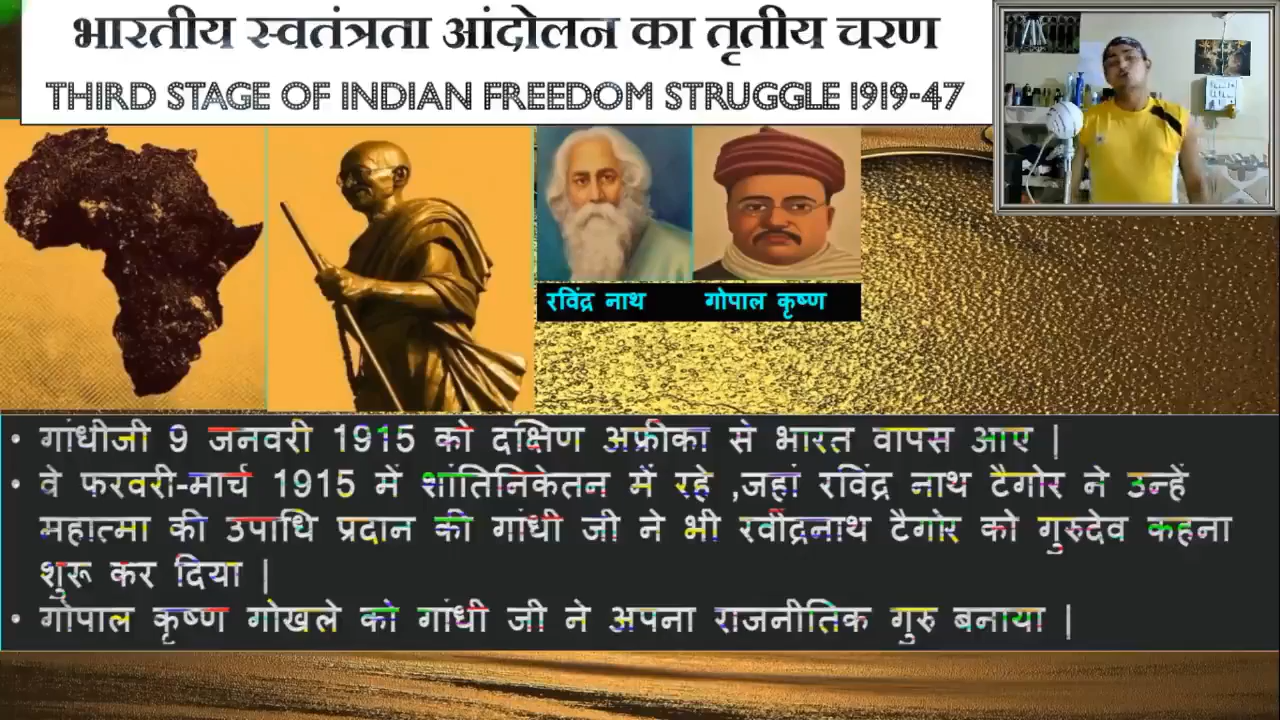 भारतीय स्वतंत्रता आंदोलन का तृतीय चरण
THIRD STAGE OF INDIAN FREEDOM STRUGGLE 1919-47
रविंद्र नाथ
गोपाल कृष्ण
• गांधीजी 9 जनवरी 1915 को दक्षिण अफ्रीका से भारत वापस आए |
• वे फरवरी-मार्च 1915 में शांतिनिकेतन में रहे ,जहां रविंद्र नाथ टैगोर ने उन्हें
महात्मा की उपाधि प्रदान की गांधी जी ने भी रवींद्रनाथ टैगोर को गुरुदेव कहना
शुरू कर दिया |
• गोपाल कृष्ण गोखले को गांधी जी ने अपना राजनीतिक गुरु बनाया |